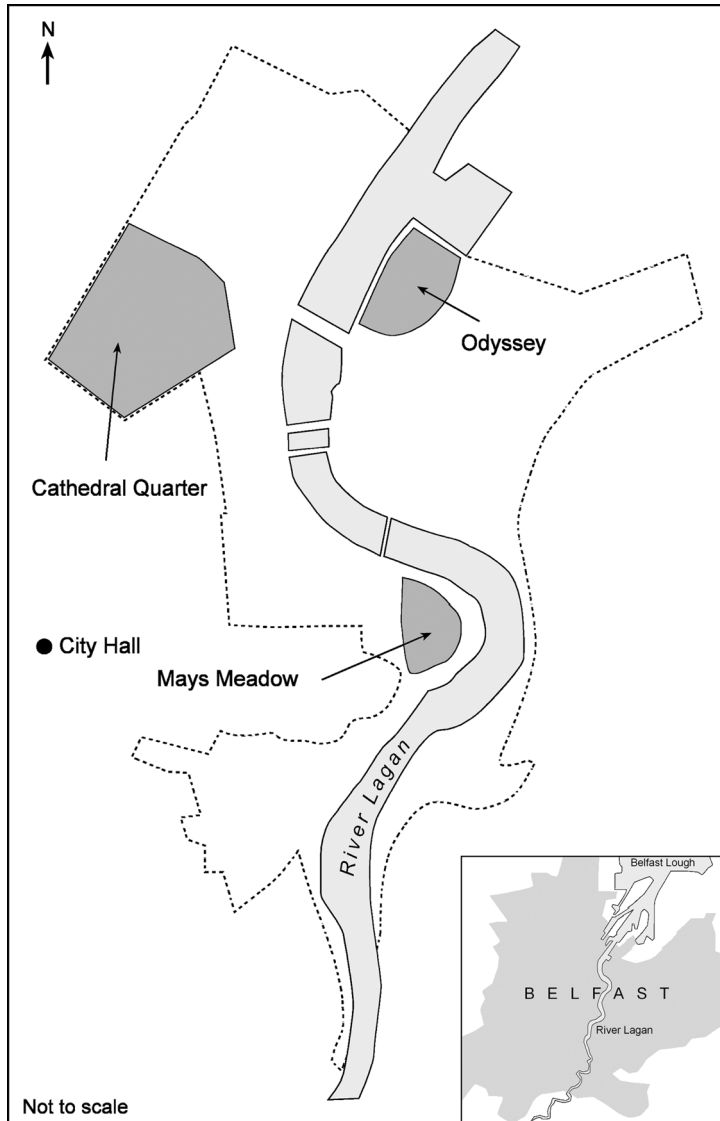 N
Odyssey
Cathedral Quarter
City Hall
Mays Meadow
River Lagan
Belfast Lough
BELFAST
River Lagan
Not to scale